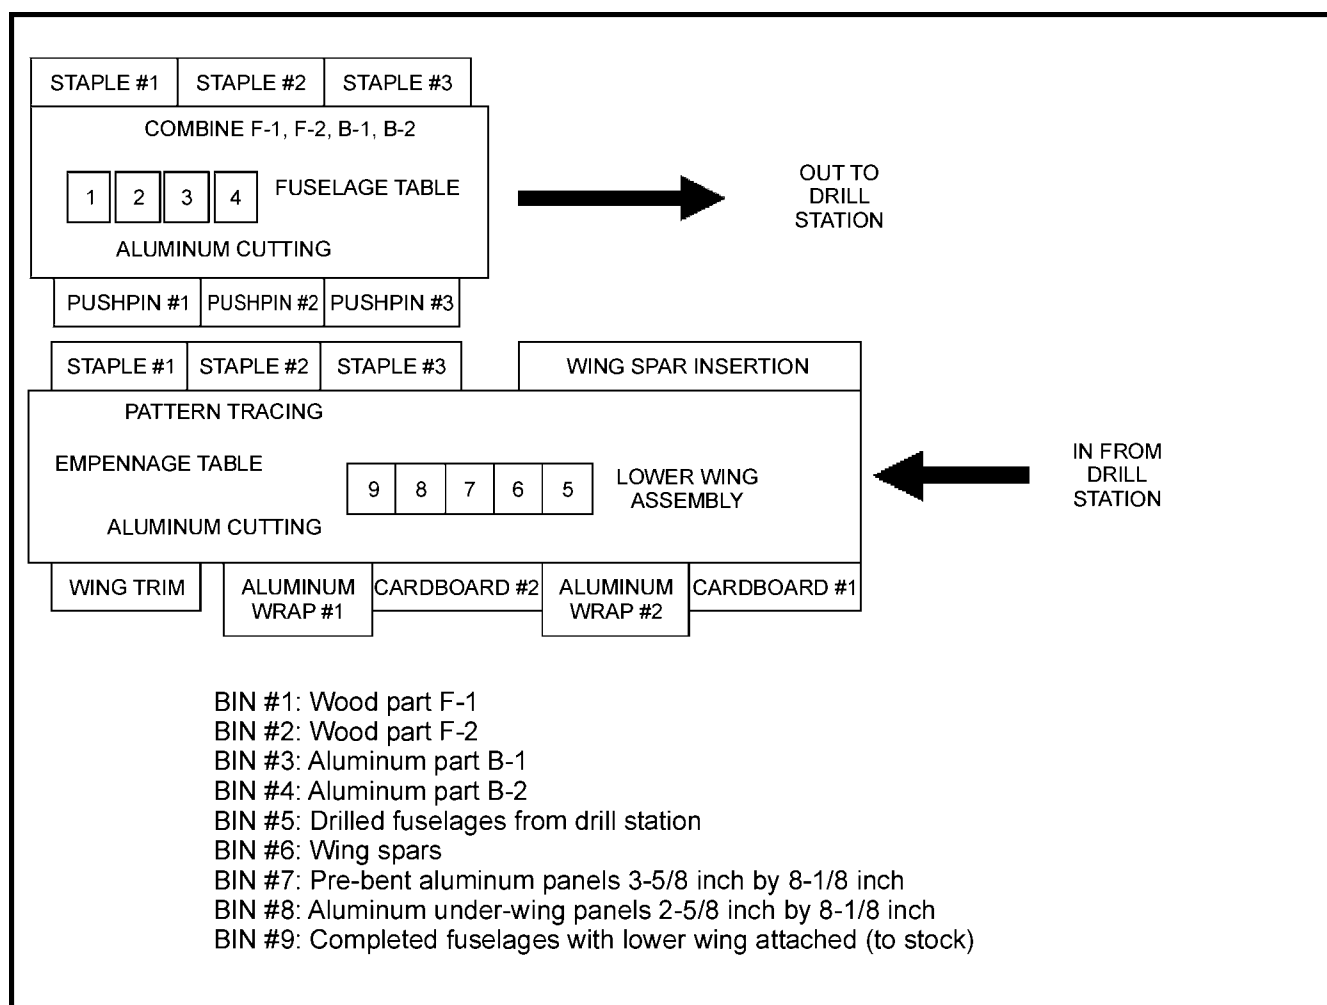 STAPLE #1 STAPLE #2 STAPLE #3
COMBINE F-1, F-2, B-1, B-2
1 2 3 4
FUSELAGE TABLE
ALUMINUM CUTTING
PUSHPIN #1 PUSHPIN #2 PUSHPIN #3
OUT TO
DRILL
STATION
STAPLE #1 STAPLE #2 STAPLE #3
WING SPAR INSERTION
PATTERN TRACING
EMPENNAGE TABLE
9 8 7 6 5
LOWER WING
ASSEMBLY
ALUMINUM CUTTING
IN FROM
DRILL
STATION
WING TRIM
ALUMINUM
WRAP #1
CARDBOARD #2
ALUMINUM
WRAP #2
CARDBOARD #1
BIN #1: Wood part F-1
BIN #2: Wood part F-2
BIN #3: Aluminum part B-1
BIN #4: Aluminum part B-2
BIN #5: Drilled fuselages from drill station
BIN #6: Wing spars
BIN #7: Pre-bent aluminum panels 3-5/8 inch by 8-1/8 inch
BIN #8: Aluminum under-wing panels 2-5/8 inch by 8-1/8 inch
BIN #9: Completed fuselages with lower wing attached (to stock)